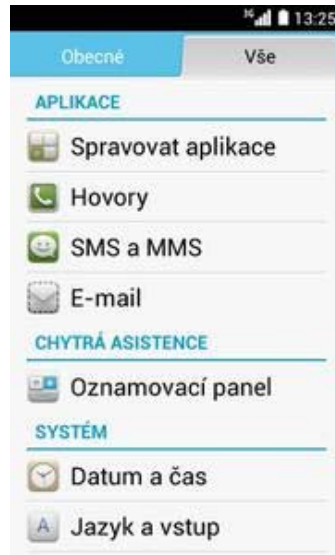 3G 13:25
Obecné Vše
APLIKACE
Spravovat aplikace
Hovory
SMS a MMS
E-mail
CHYTRÁ ASISTENCE
Oznamovací panel
SYSTÉM
Datum a čas
A Jazyk a vstup